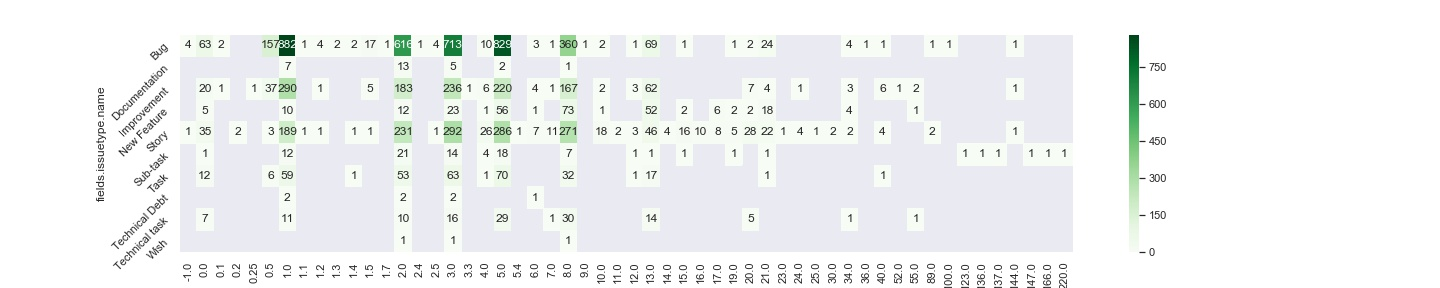 Bug 4 63 2 157 882 1 4 2 2 17 1 616 1 4 713 10 829 3 1 360 1 2 1 69 1 1 2 24 4 1 1 1 1 1
Documentation 7 13 5 2 1
Improvement 20 1 1 37 290 1 5 183 236 1 6 220 4 1 167 2 3 62 7 4 1 3 6 1 2 1
New Feature 5 10 12 23 1 56 1 73 1 52 2 6 2 2 18 4 1
Story 1 35 2 3 189 1 1 1 1 231 1 292 26 286 1 7 11 271 18 2 3 46 4 16 10 8 5 28 22 1 4 1 2 2 4 2 1
Sub-task 1 12 21 14 4 18 7 1 1 1 1 1 1 1 1 1 1 1
Task 12 6 59 1 53 63 1 70 32 1 17 1 1
Technical Debt 2 2 2 1
Technical task 7 11 10 16 29 1 30 14 5 1 1
Wish 1 1 1
fields.issuetype.name
-1.0 0.0 0.1 0.2 0.25 0.5 1.0 1.1 1.2 1.3 1.4 1.5 1.7 2.0 2.4 2.5 3.0 3.3 4.0 5.0 5.4 6.0 7.0 8.0 9.0 10.0 11.0 12.0 13.0 14.0 15.0 16.0 17.0 19.0 20.0 21.0 23.0 24.0 25.0 30.0 34.0 36.0 40.0 52.0 55.0 89.0 100.0 123.0 136.0 137.0 144.0 147.0 166.0 220.0
750
600
450
300
150
0